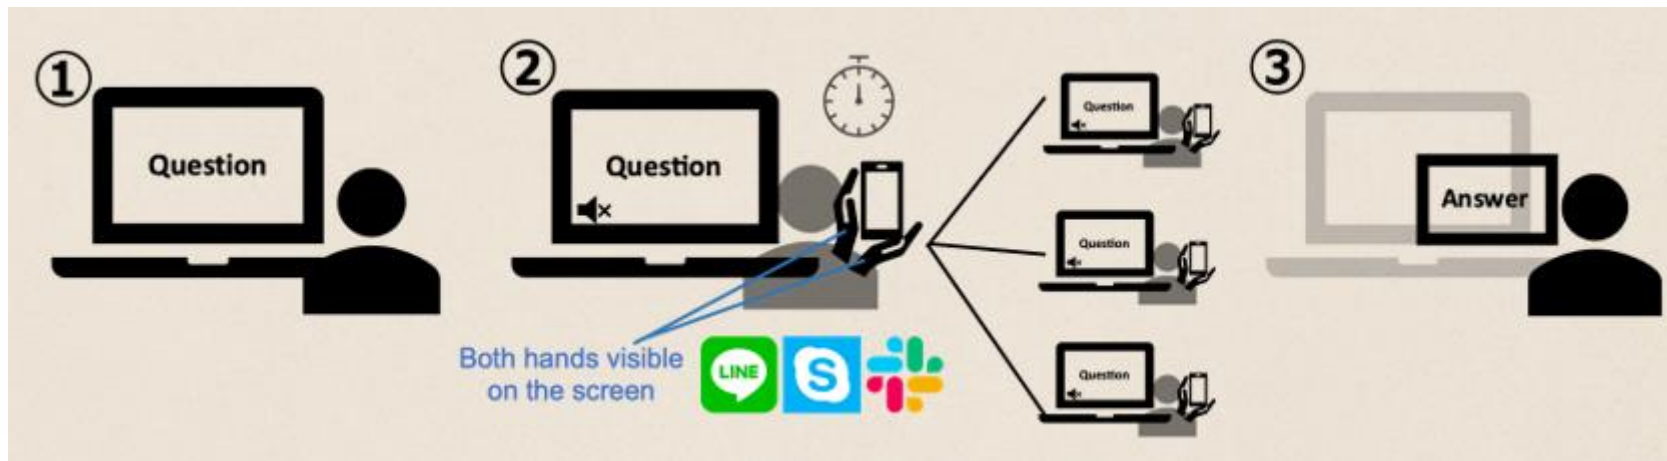 ①
Question
②
Question
Both hands visible
on the screen
LINE
S
Question
Question
Question
③
Answer